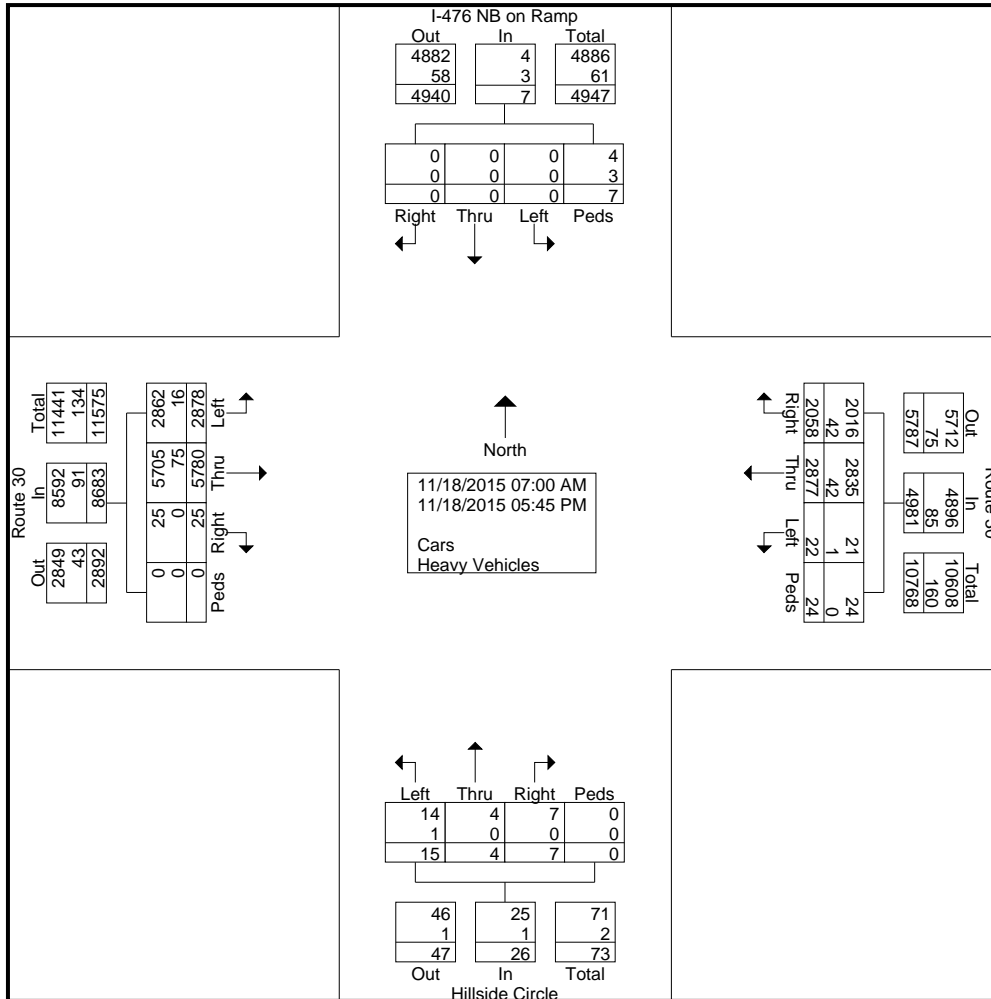 I-476 NB on Ramp
Out In Total
4882 4 4886
58 3 61
4940 7 4947
0 0 0 4
0 0 0 3
0 0 0 7
Right Thru Left Peds
Route 30
Total In Out
11441 8592 2849
134 91 43
11575 8683 2892
2862 5705 25 0
16 75 0 0
2878 5780 25 0
Left Thru Right Peds
North
11/18/2015 07:00 AM
11/18/2015 05:45 PM
Cars
Heavy Vehicles
Right Thru Left Peds
2058 2877 22 24
42 42 1 0
2016 2835 21 24
Out In Total
5787 4981 10768
75 85 160
5712 4896 10608
Route 30
Left Thru Right Peds
14 4 7 0
1 0 0 0
15 4 7 0
46 25 71
1 1 2
47 26 73
Out In Total
Hillside Circle